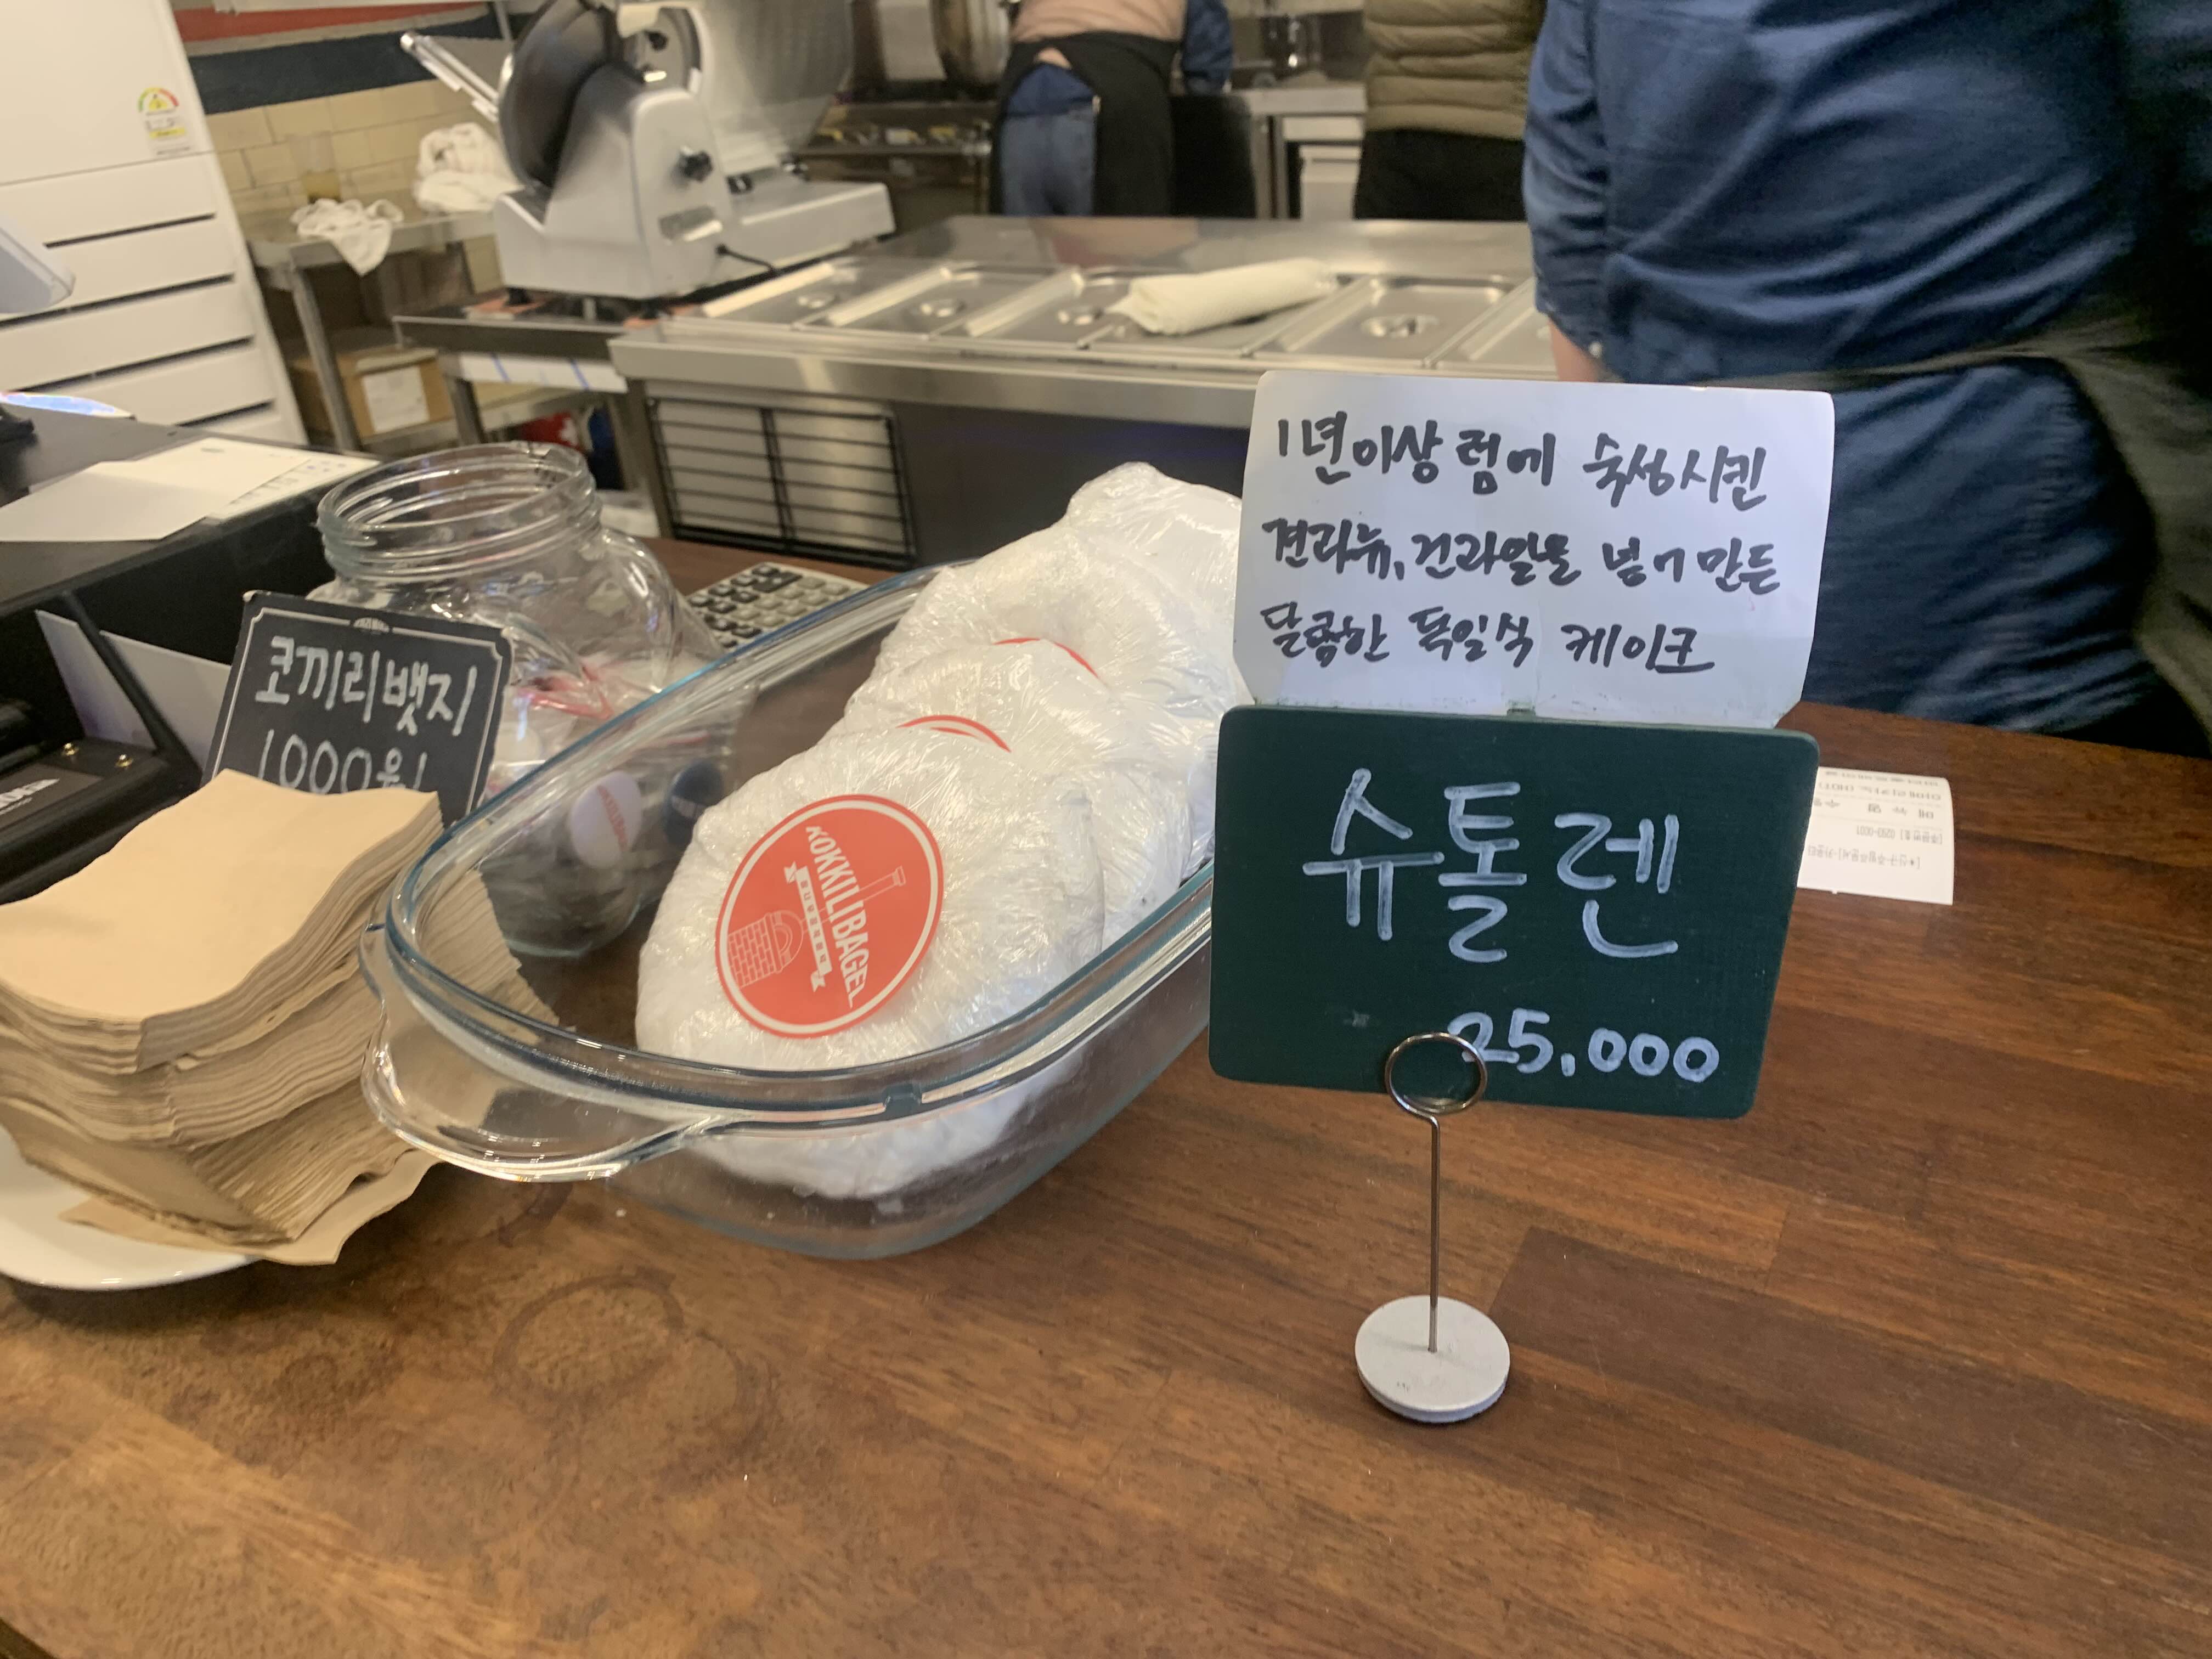 1년이상 럼에 숙성시킨
견과류, 건과일을 넣어 만든
달콤한 독일식 케이크
슈톨렌
25,000
코끼리뱃지
1000원!
KOKKILIBAGEL